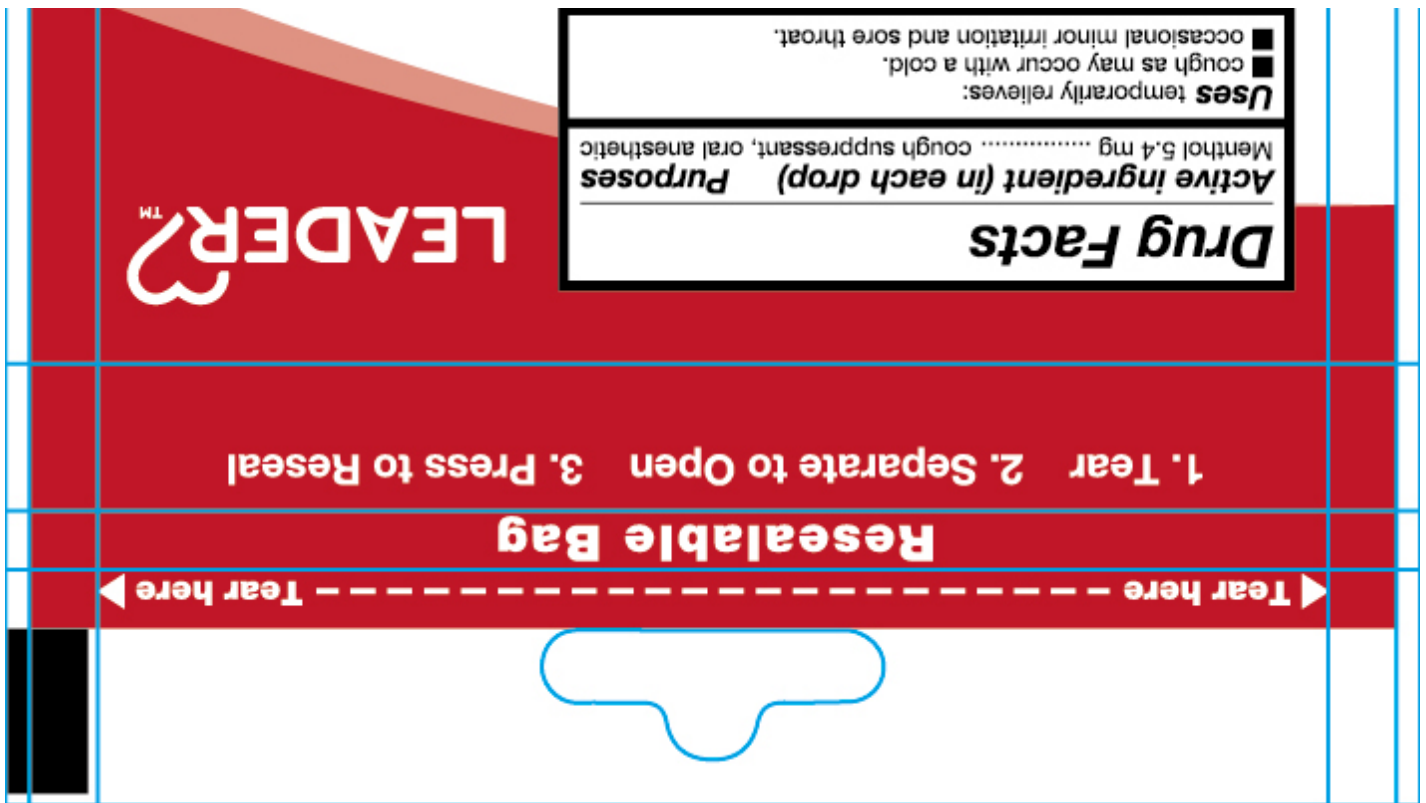 Tear here Tear here
Resealable Bag
1. Tear 2. Separate to Open 3. Press to Reseal
LEADER™
Drug Facts
Active ingredient (in each drop) Purposes
Menthol 5.4 mg ................ cough suppressant, oral anesthetic
Uses temporarily relieves:
■ cough as may occur with a cold.
■ occasional minor irritation and sore throat.